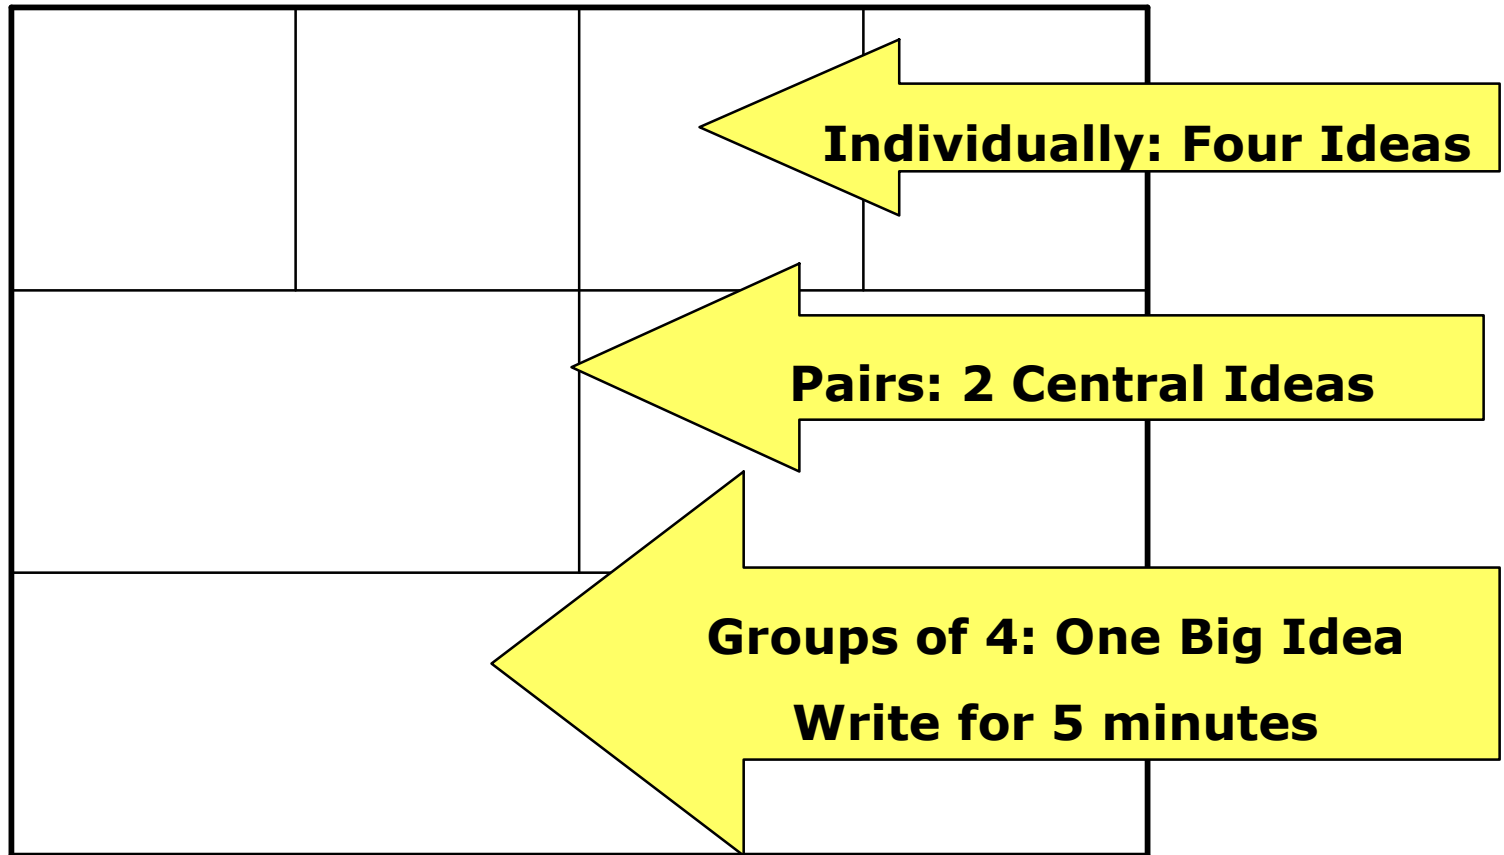 Individually: Four Ideas
Pairs: 2 Central Ideas
Groups of 4: One Big Idea
Write for 5 minutes